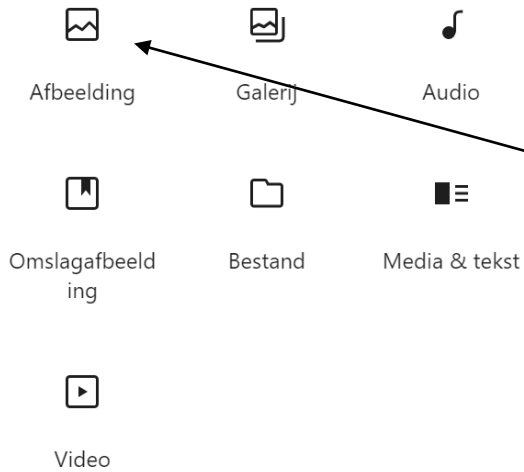 Afbeelding Galerij Audio
Omslagafbeeld Bestand Media & tekst
ing
Video